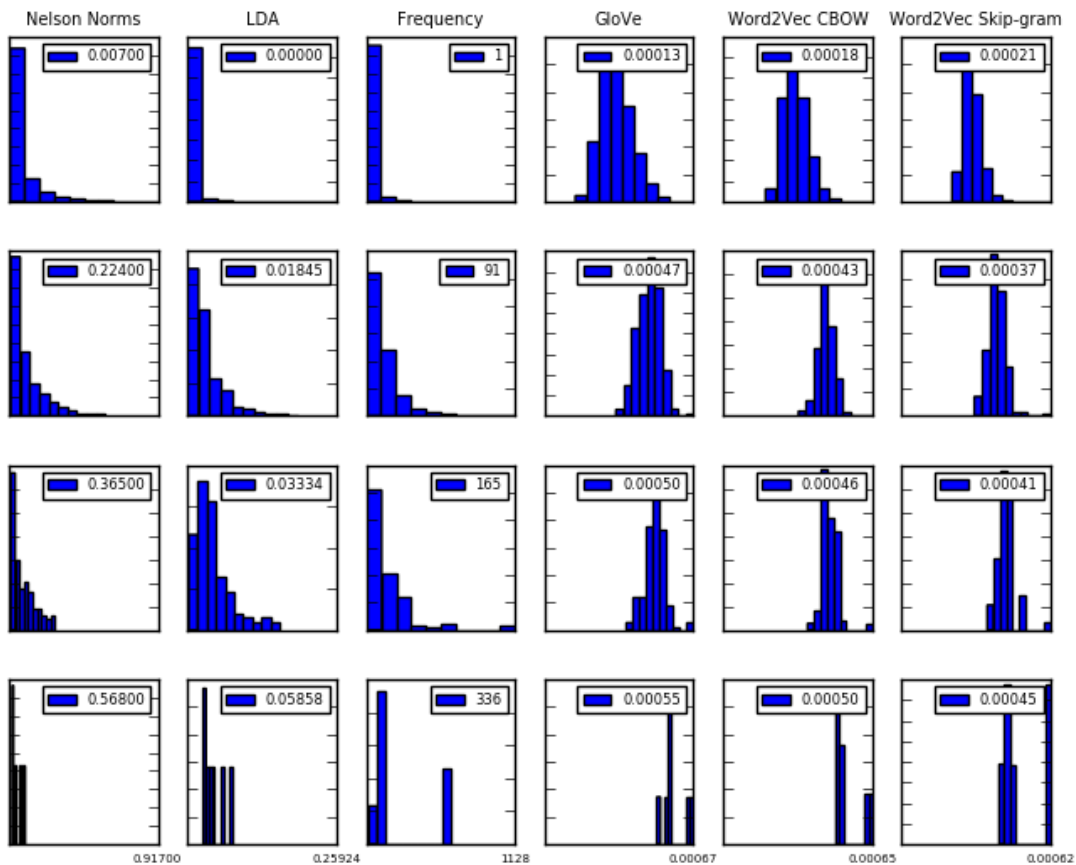 Nelson Norms LDA Frequency GloVe Word2Vec CBOW Word2Vec Skip-gram
0.00700 0.00000 1 0.00013 0.00018 0.00021
0.22400 0.01845 91 0.00047 0.00043 0.00037
0.36500 0.03334 165 0.00050 0.00046 0.00041
0.56800 0.05858 336 0.00055 0.00050 0.00045
0.91700 0.25924 1128 0.00067 0.00065 0.00062